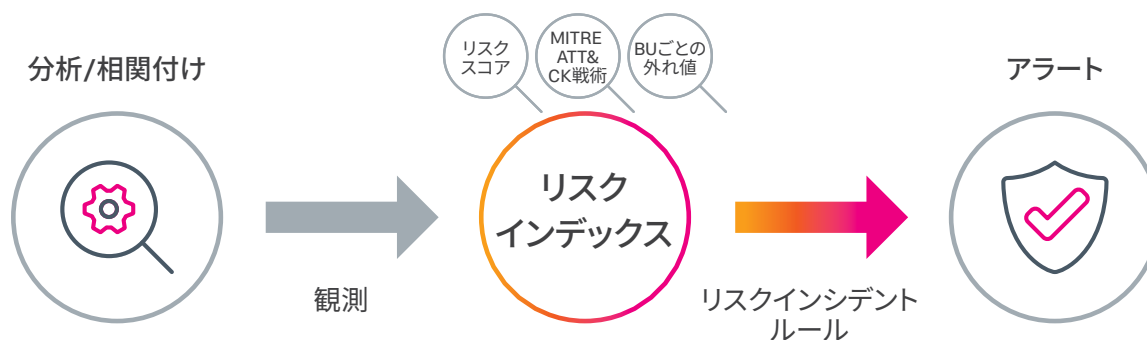 分析/相関付け
リスク
スコア
MITRE
ATT&
CK戦術
BUごとの
外れ値
アラート
リスク
インデックス
観測
リスクインシデント
ルール